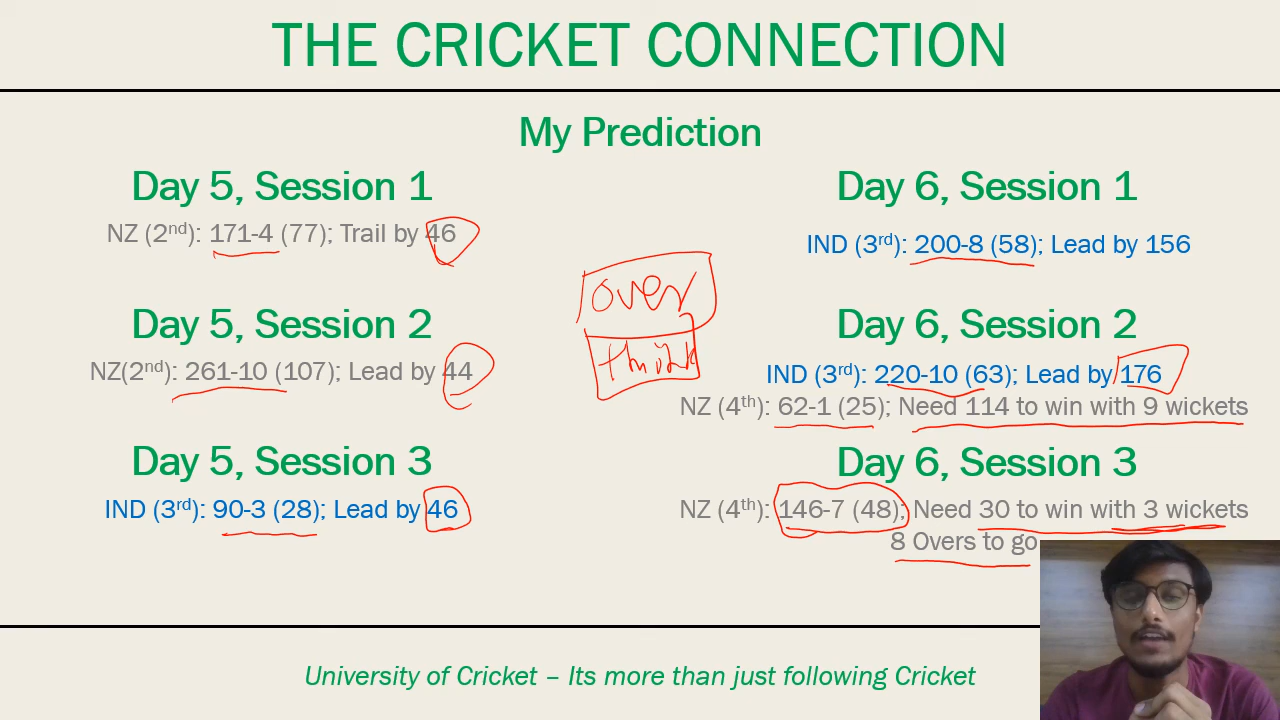 THE CRICKET CONNECTION
My Prediction
Day 5, Session 1
NZ (2nd): 171-4 (77); Trail by 46
Day 5, Session 2
NZ(2nd): 261-10 (107); Lead by 44
Day 5, Session 3
IND (3rd): 90-3 (28); Lead by 46
over
think
Day 6, Session 1
IND (3rd): 200-8 (58); Lead by 156
Day 6, Session 2
IND (3rd): 220-10 (63); Lead by 176
NZ (4th): 62-1 (25); Need 114 to win with 9 wickets
Day 6, Session 3
NZ (4th): 146-7 (48); Need 30 to win with 3 wickets
8 Overs to go
University of Cricket – Its more than just following Cricket